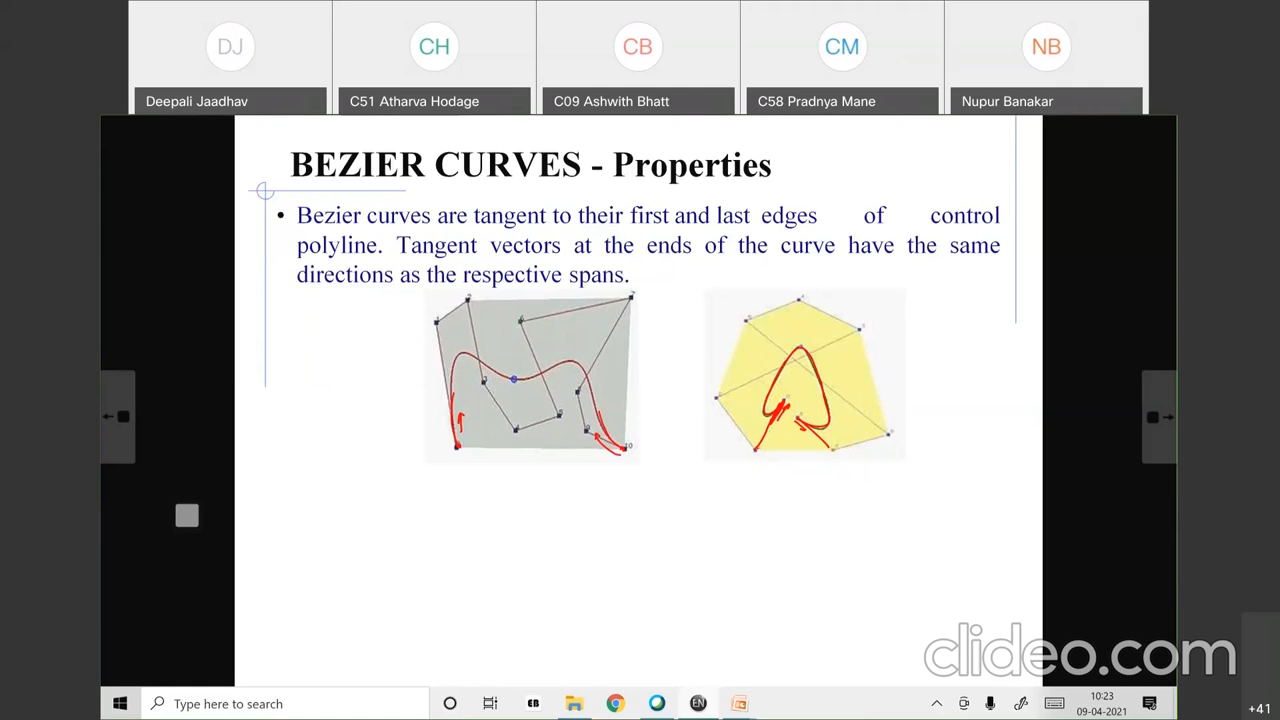 DJ CH CB CM NB
Deepali Jaadhav C51 Atharva Hodage C09 Ashwith Bhatt C58 Pradnya Mane Nupur Banakar
BEZIER CURVES - Properties
• Bezier curves are tangent to their first and last edges of control
polyline. Tangent vectors at the ends of the curve have the same
directions as the respective spans.
10
clideo.com
Type here to search EB EN 10:23
09-04-2021
+41